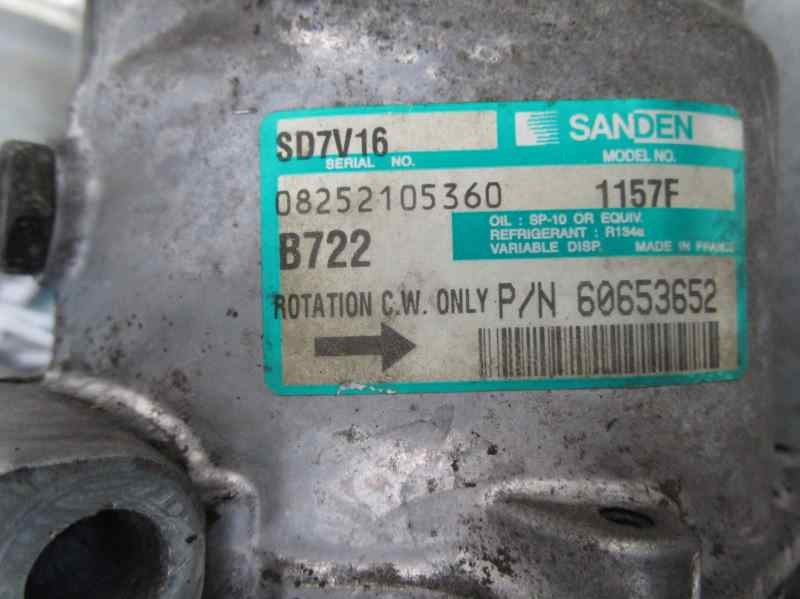 SD7V16
SANDEN
SERIAL NO.
MODEL NO.
08252105360
1157F
OIL : SP-10 OR EQUIV.
REFRIGERANT : R134a
VARIABLE DISP.
MADE IN FRANCE
B722
ROTATION C.W. ONLY
P/N 60653652